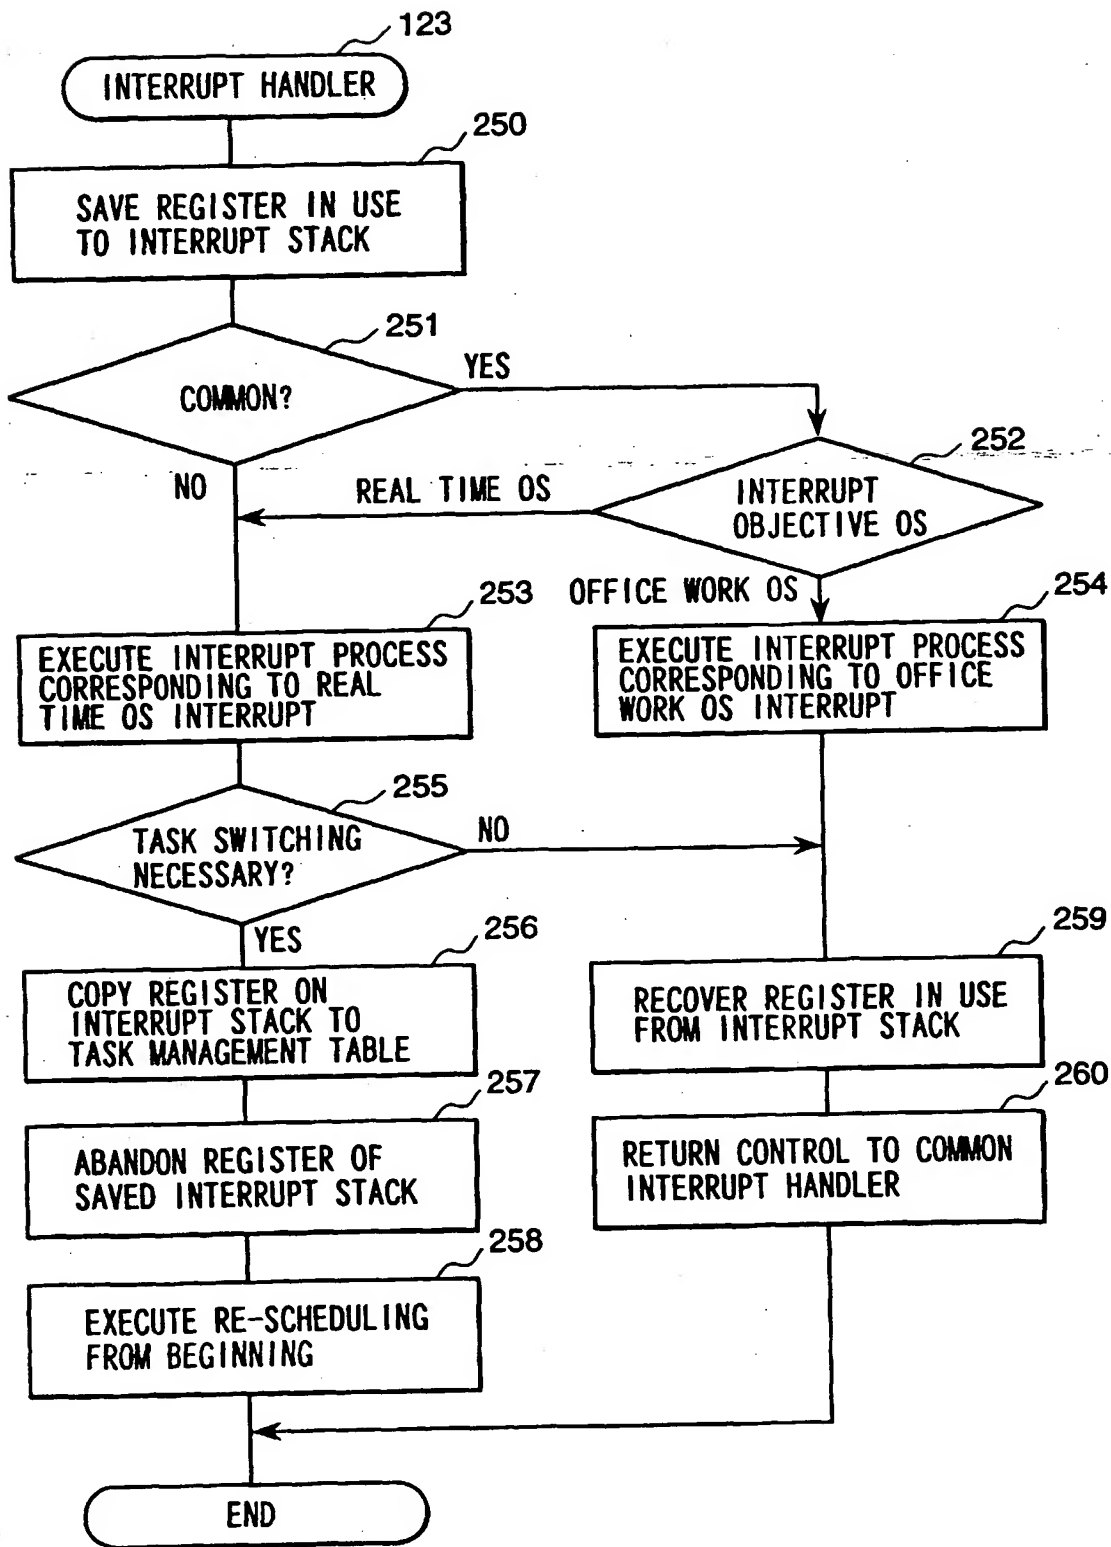 123
INTERRUPT HANDLER
250
SAVE REGISTER IN USE
TO INTERRUPT STACK
251
COMMON?
YES
NO
252
INTERRUPT
OBJECTIVE OS
REAL TIME OS
OFFICE WORK OS
253
EXECUTE INTERRUPT PROCESS
CORRESPONDING TO REAL
TIME OS INTERRUPT
254
EXECUTE INTERRUPT PROCESS
CORRESPONDING TO OFFICE
WORK OS INTERRUPT
255
TASK SWITCHING
NECESSARY?
NO
YES
256
COPY REGISTER ON
INTERRUPT STACK TO
TASK MANAGEMENT TABLE
257
ABANDON REGISTER OF
SAVED INTERRUPT STACK
258
EXECUTE RE-SCHEDULING
FROM BEGINNING
259
RECOVER REGISTER IN USE
FROM INTERRUPT STACK
260
RETURN CONTROL TO COMMON
INTERRUPT HANDLER
END